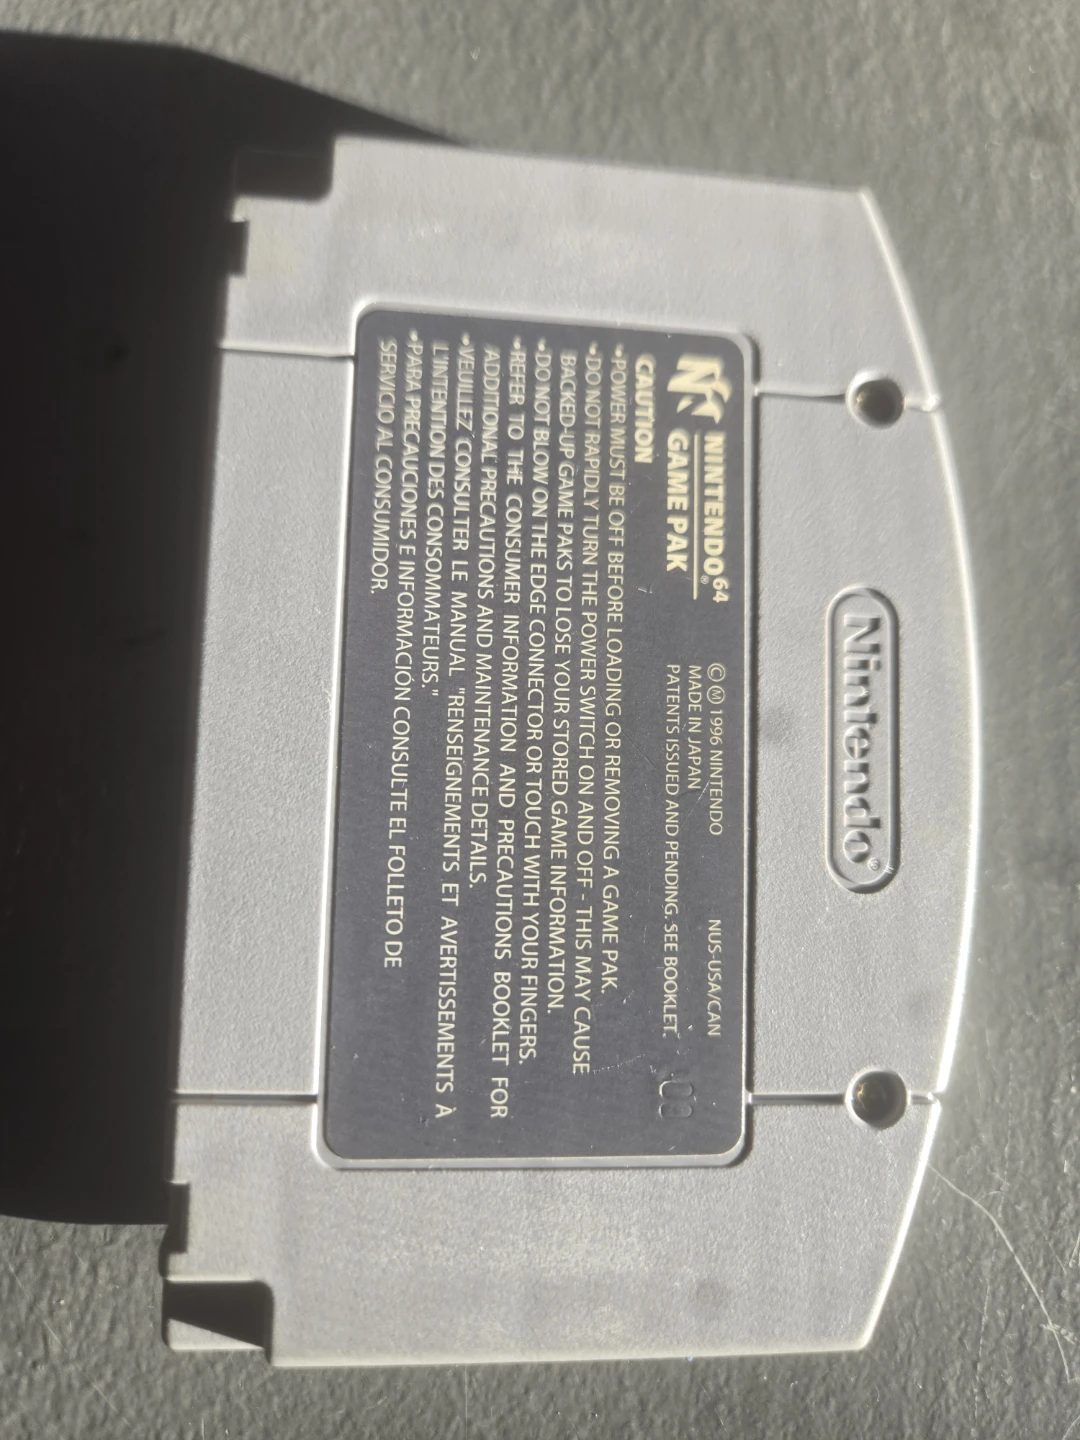 Nintendo®
NINTENDO 64®
GAME PAK
© Ⓜ 1996 NINTENDO
MADE IN JAPAN
PATENTS ISSUED AND PENDING. SEE BOOKLET.
NUS-USA/CAN
00
CAUTION
•POWER MUST BE OFF BEFORE LOADING OR REMOVING A GAME PAK.
•DO NOT RAPIDLY TURN THE POWER SWITCH ON AND OFF - THIS MAY CAUSE
BACKED-UP GAME PAKS TO LOSE YOUR STORED GAME INFORMATION.
•DO NOT BLOW ON THE EDGE CONNECTOR OR TOUCH WITH YOUR FINGERS.
•REFER TO THE CONSUMER INFORMATION AND PRECAUTIONS BOOKLET FOR
ADDITIONAL PRECAUTIONS AND MAINTENANCE DETAILS.
•VEUILLEZ CONSULTER LE MANUAL "RENSEIGNEMENTS ET AVERTISSEMENTS À
L'INTENTION DES CONSOMMATEURS."
•PARA PRECAUCIONES E INFORMACIÓN CONSULTE EL FOLLETO DE
SERVICIO AL CONSUMIDOR.